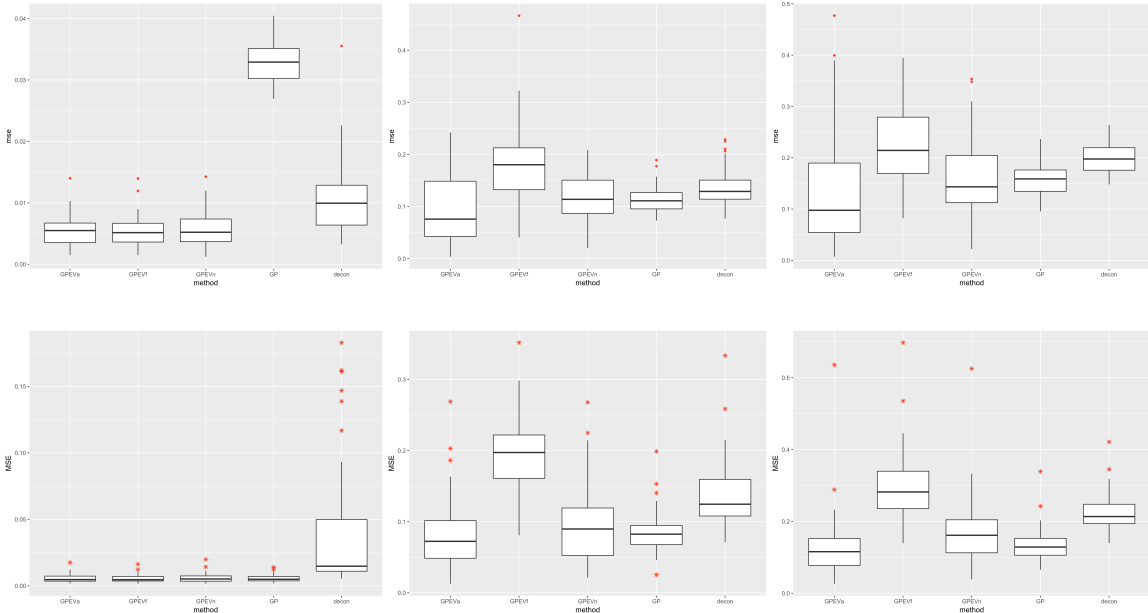 0.04
0.03
0.02
0.01
0.00
mse
GPEVa GPEVf GPEVn GP decon
method
0.4
0.3
0.2
0.1
0.0
mse
GPEVa GPEVf GPEVn GP decon
method
0.5
0.4
0.3
0.2
0.1
0.0
mse
GPEVa GPEVf GPEVn GP decon
method
0.15
0.10
0.05
0.00
MSE
GPEVa GPEVf GPEVn GP decon
method
0.3
0.2
0.1
0.0
MSE
GPEVa GPEVf GPEVn GP decon
method
0.6
0.4
0.2
0.0
MSE
GPEVa GPEVf GPEVn GP decon
method